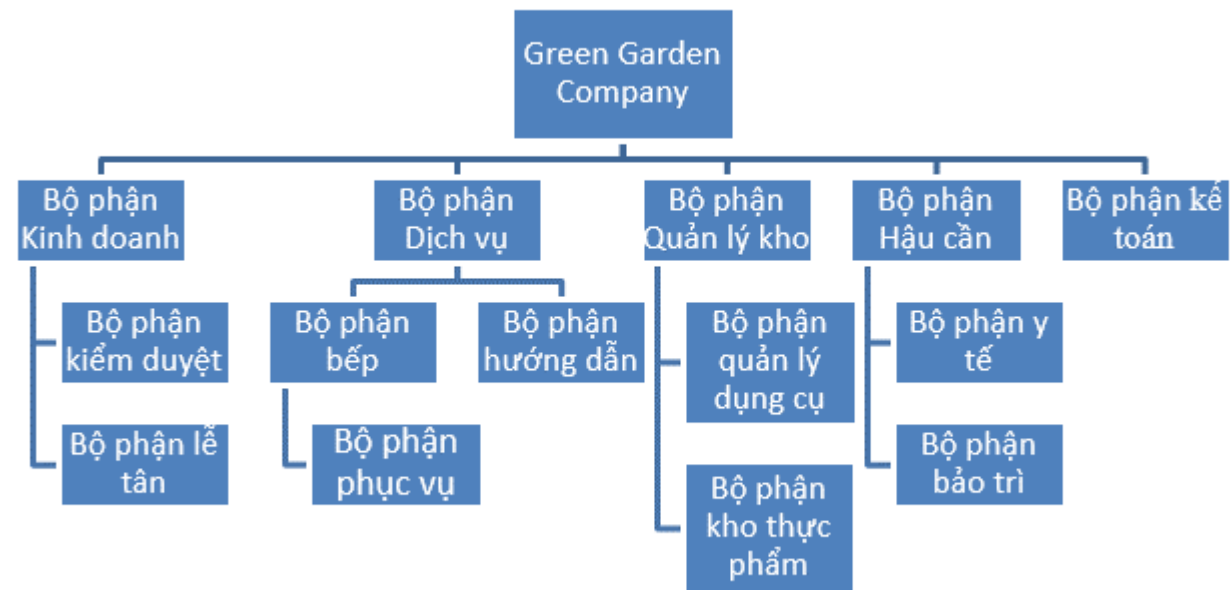 Green Garden
Company
Bộ phận
Kinh doanh
Bộ phận
Dịch vụ
Bộ phận
Quản lý kho
Bộ phận
Hậu cần
Bộ phận kế
toán
Bộ phận
kiểm duyệt
Bộ phận lễ
tân
Bộ phận
bếp
Bộ phận
hướng dẫn
Bộ phận
phục vụ
Bộ phận
quản lý
dụng cụ
Bộ phận
kho thực
phẩm
Bộ phận y
tế
Bộ phận
bảo trì